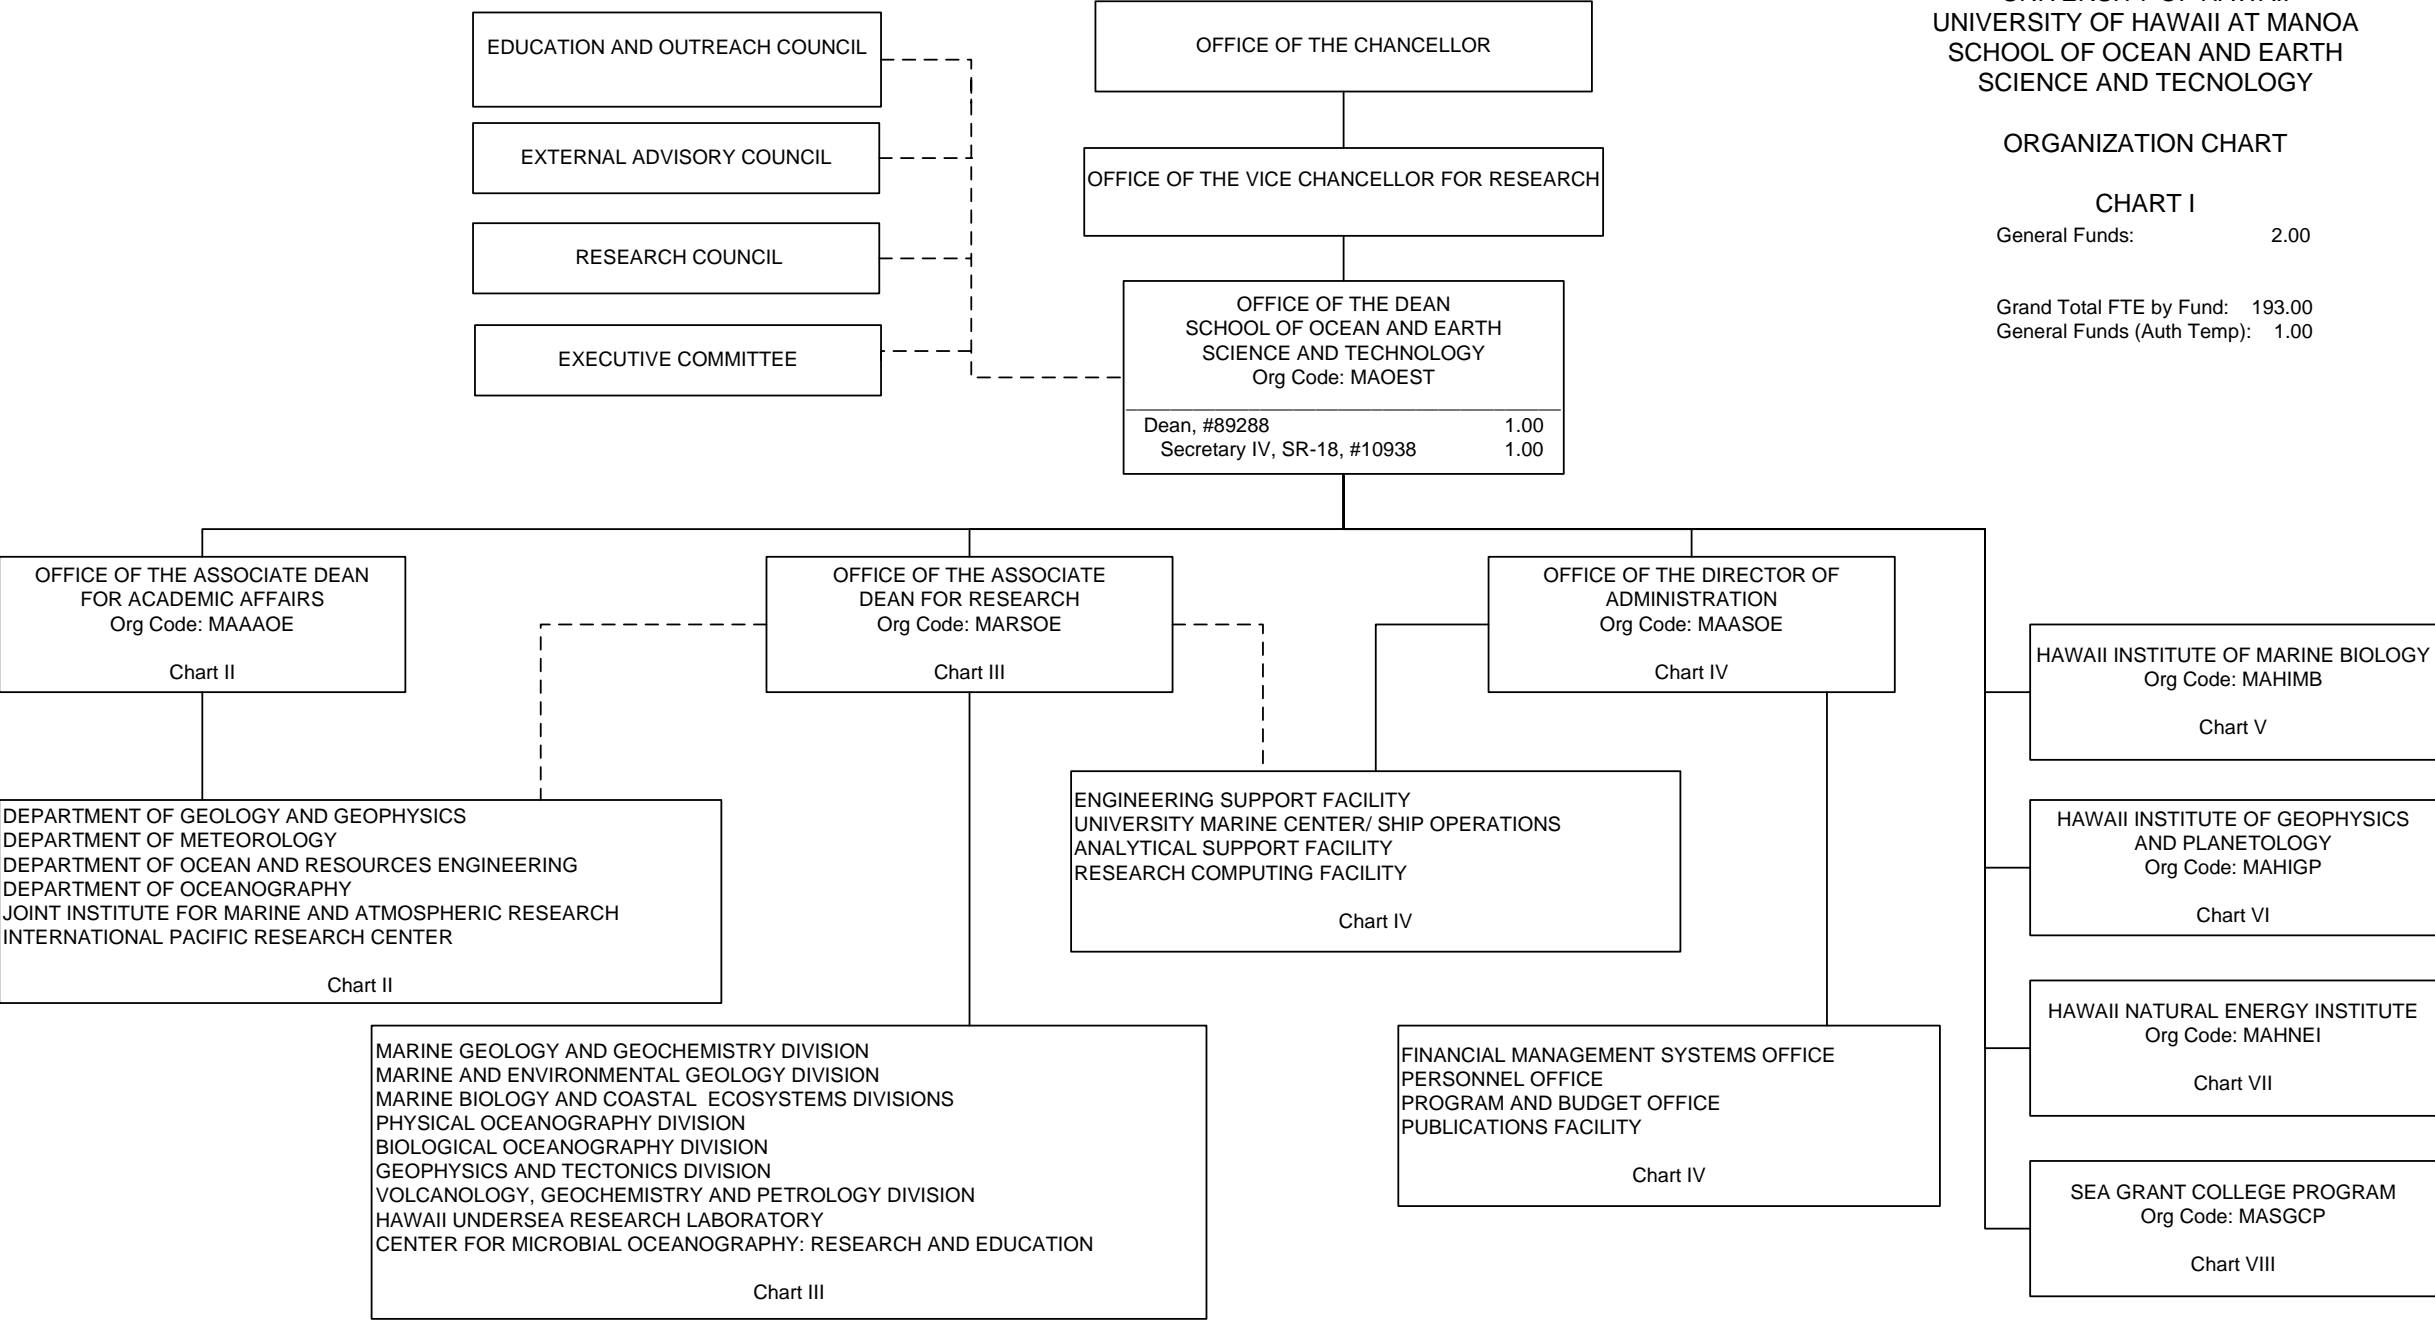 EDUCATION AND OUTREACH COUNCIL
EXTERNAL ADVISORY COUNCIL
RESEARCH COUNCIL
EXECUTIVE COMMITTEE
OFFICE OF THE CHANCELLOR
OFFICE OF THE VICE CHANCELLOR FOR RESEARCH
OFFICE OF THE DEAN
SCHOOL OF OCEAN AND EARTH
SCIENCE AND TECHNOLOGY
Org Code: MAOEST
Dean, #89288 1.00
Secretary IV, SR-18, #10938 1.00
UNIVERSITY OF HAWAII
UNIVERSITY OF HAWAII AT MANOA
SCHOOL OF OCEAN AND EARTH
SCIENCE AND TECNOLOGY
ORGANIZATION CHART
CHART I
General Funds: 2.00
Grand Total FTE by Fund: 193.00
General Funds (Auth Temp): 1.00
OFFICE OF THE ASSOCIATE DEAN
FOR ACADEMIC AFFAIRS
Org Code: MAAAOE
Chart II
OFFICE OF THE ASSOCIATE
DEAN FOR RESEARCH
Org Code: MARSOE
Chart III
OFFICE OF THE DIRECTOR OF
ADMINISTRATION
Org Code: MAASOE
Chart IV
HAWAII INSTITUTE OF MARINE BIOLOGY
Org Code: MAHIMB
Chart V
HAWAII INSTITUTE OF GEOPHYSICS
AND PLANETOLOGY
Org Code: MAHIGP
Chart VI
HAWAII NATURAL ENERGY INSTITUTE
Org Code: MAHNEI
Chart VII
SEA GRANT COLLEGE PROGRAM
Org Code: MASGCP
Chart VIII
DEPARTMENT OF GEOLOGY AND GEOPHYSICS
DEPARTMENT OF METEOROLOGY
DEPARTMENT OF OCEAN AND RESOURCES ENGINEERING
DEPARTMENT OF OCEANOGRAPHY
JOINT INSTITUTE FOR MARINE AND ATMOSPHERIC RESEARCH
INTERNATIONAL PACIFIC RESEARCH CENTER
Chart II
ENGINEERING SUPPORT FACILITY
UNIVERSITY MARINE CENTER/ SHIP OPERATIONS
ANALYTICAL SUPPORT FACILITY
RESEARCH COMPUTING FACILITY
Chart IV
MARINE GEOLOGY AND GEOCHEMISTRY DIVISION
MARINE AND ENVIRONMENTAL GEOLOGY DIVISION
MARINE BIOLOGY AND COASTAL ECOSYSTEMS DIVISIONS
PHYSICAL OCEANOGRAPHY DIVISION
BIOLOGICAL OCEANOGRAPHY DIVISION
GEOPHYSICS AND TECTONICS DIVISION
VOLCANOLOGY, GEOCHEMISTRY AND PETROLOGY DIVISION
HAWAII UNDERSEA RESEARCH LABORATORY
CENTER FOR MICROBIAL OCEANOGRAPHY: RESEARCH AND EDUCATION
Chart III
FINANCIAL MANAGEMENT SYSTEMS OFFICE
PERSONNEL OFFICE
PROGRAM AND BUDGET OFFICE
PUBLICATIONS FACILITY
Chart IV